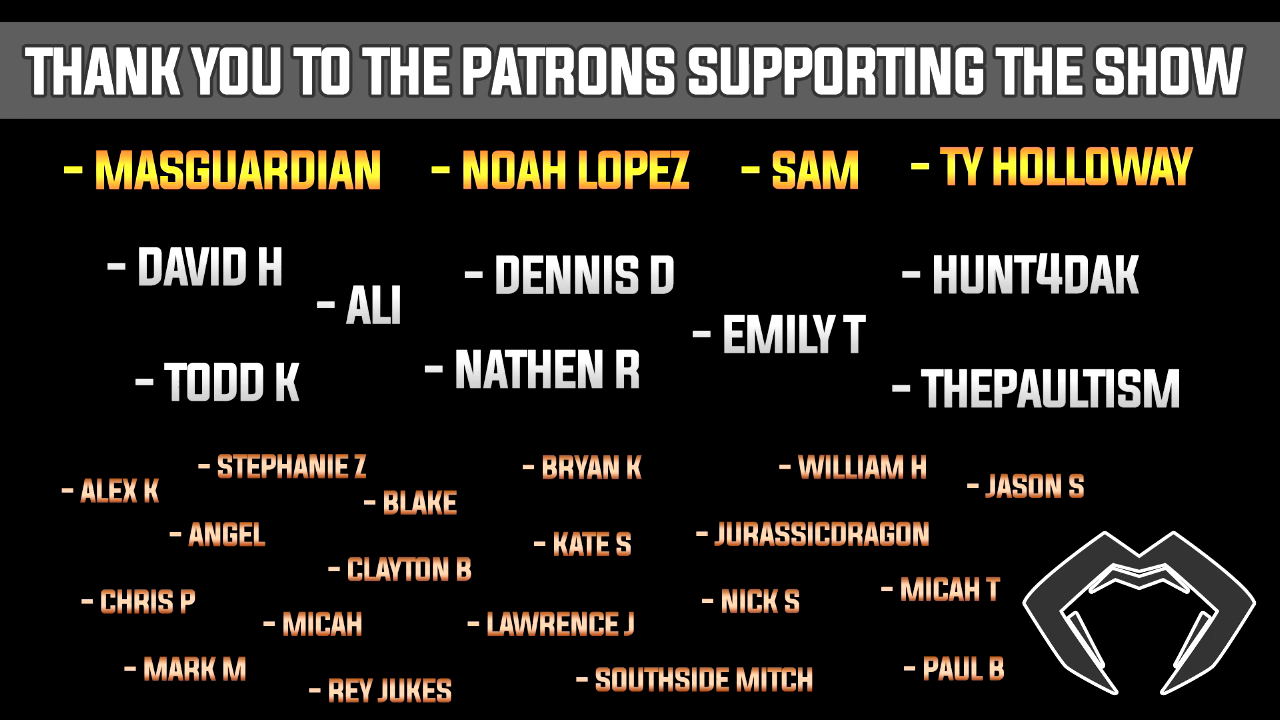 THANK YOU TO THE PATRONS SUPPORTING THE SHOW
- MASGUARDIAN - NOAH LOPEZ - SAM - TY HOLLOWAY
- DAVID H - DENNIS D - HUNT4DAK
- ALI - EMILY T
- TODD K - NATHEN R - THEPAULTISM
- STEPHANIE Z - BRYAN K - WILLIAM H
- ALEX K - BLAKE - JASON S
- ANGEL - KATE S - JURASSICDRAGON
- CLAYTON B - MICAH T
- CHRIS P - NICK S
- MICAH - LAWRENCE J
- MARK M - SOUTHSIDE MITCH - PAUL B
- REY JUKES